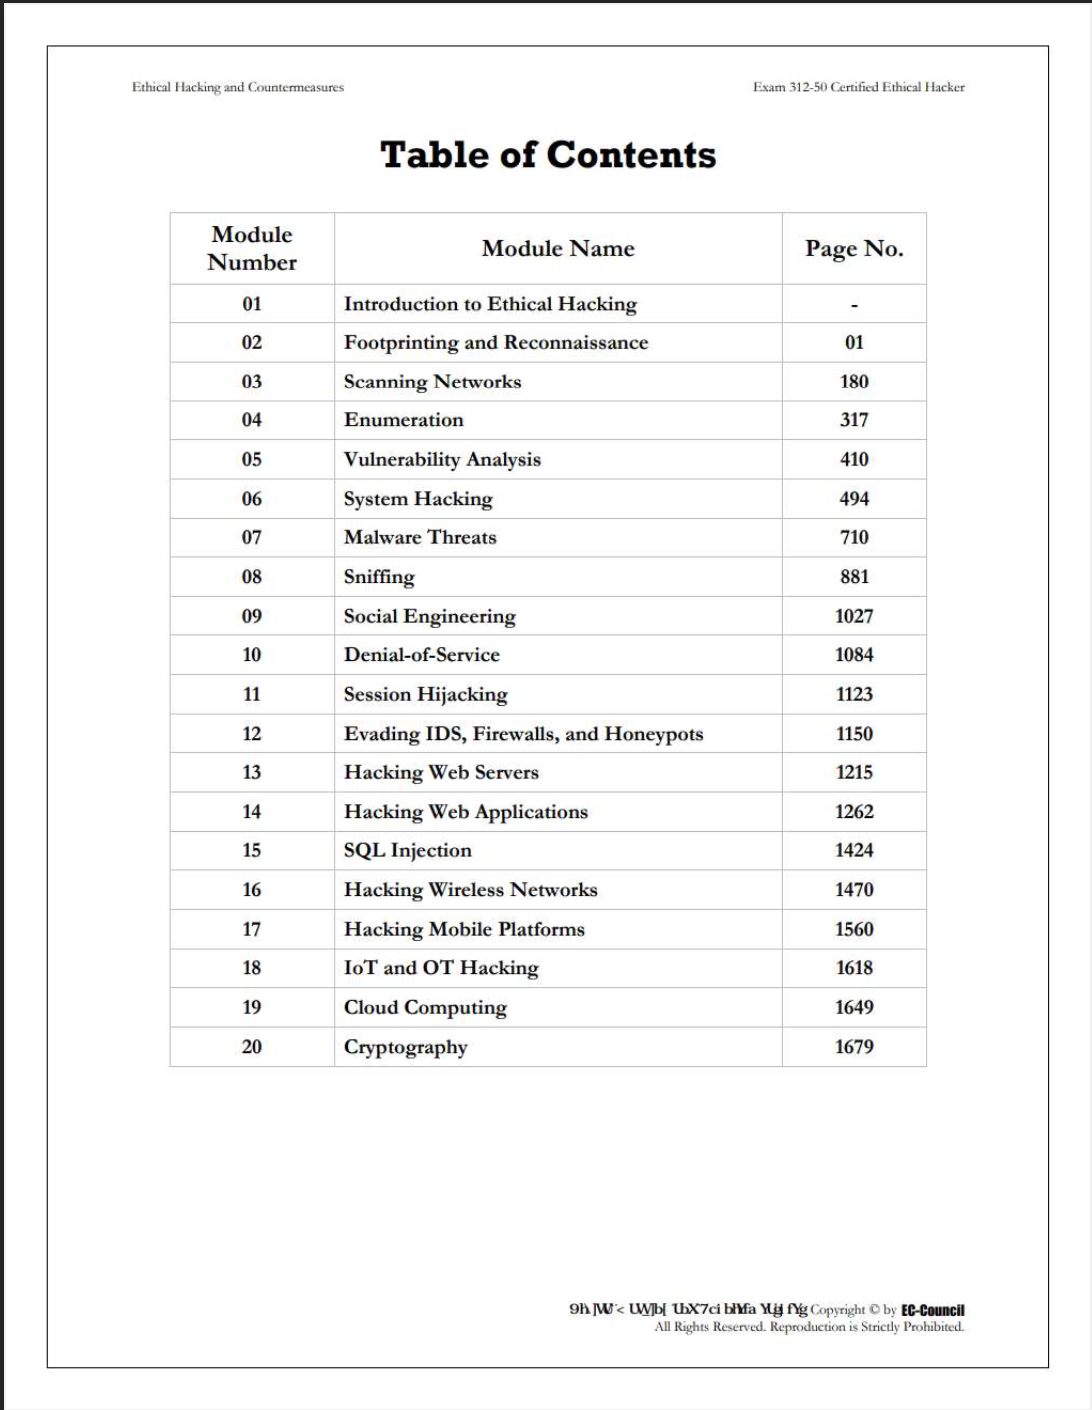 Ethical Hacking and Countermeasures Exam 312-50 Certified Ethical Hacker
Table of Contents
Module Number Module Name Page No.
01 Introduction to Ethical Hacking -
02 Footprinting and Reconnaissance 01
03 Scanning Networks 180
04 Enumeration 317
05 Vulnerability Analysis 410
06 System Hacking 494
07 Malware Threats 710
08 Sniffing 881
09 Social Engineering 1027
10 Denial-of-Service 1084
11 Session Hijacking 1123
12 Evading IDS, Firewalls, and Honeypots 1150
13 Hacking Web Servers 1215
14 Hacking Web Applications 1262
15 SQL Injection 1424
16 Hacking Wireless Networks 1470
17 Hacking Mobile Platforms 1560
18 IoT and OT Hacking 1618
19 Cloud Computing 1649
20 Cryptography 1679
Copyright © by EC-Council
All Rights Reserved. Reproduction is Strictly Prohibited.